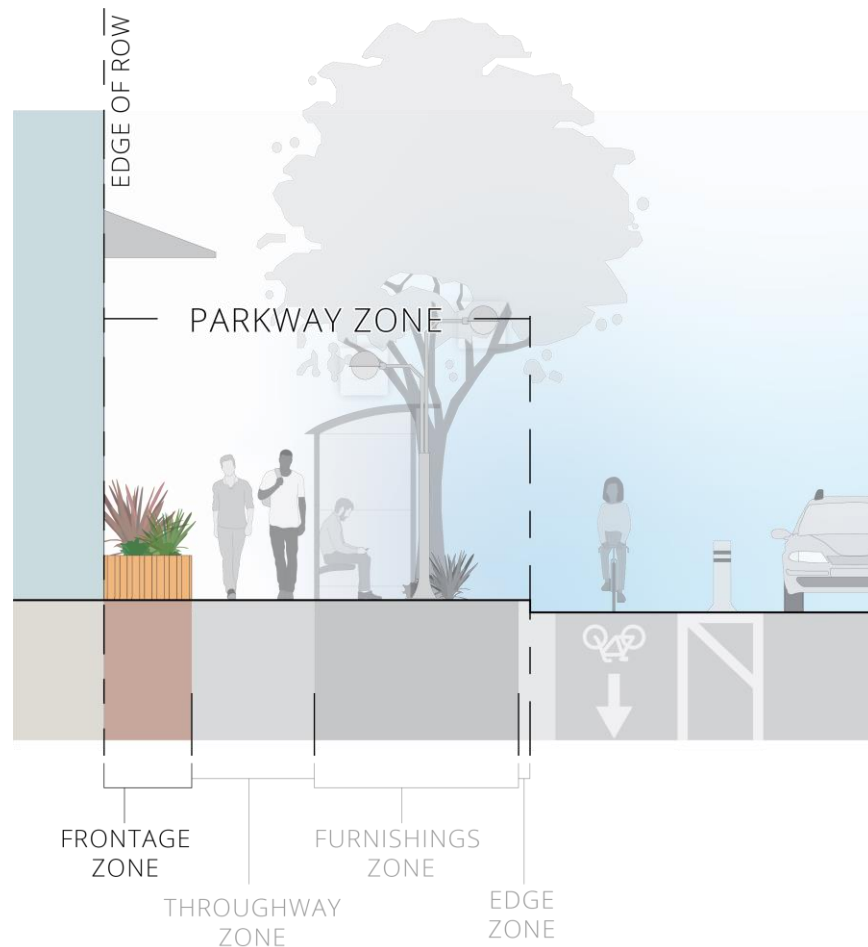 EDGE OF ROW
PARKWAY ZONE
FRONTAGE
ZONE
THROUGHWAY
ZONE
FURNISHINGS
ZONE
EDGE
ZONE